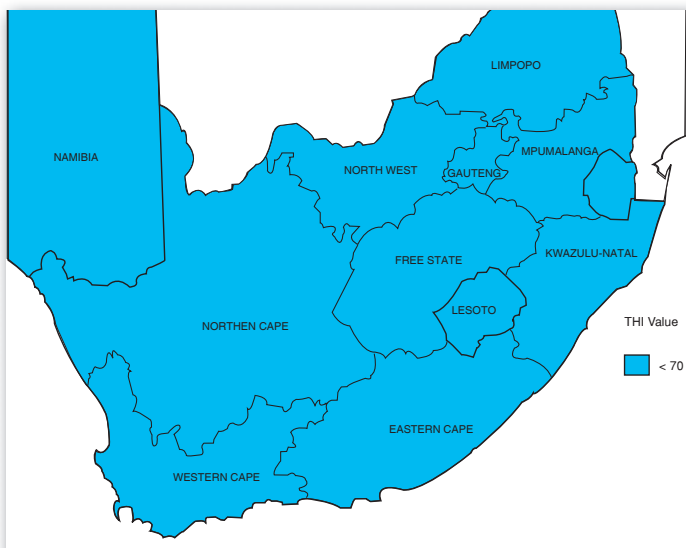 LIMPOPO
NAMIBIA
MPUMALANGA
NORTH WEST
GAUTENG
KWAZULU-NATAL
FREE STATE
LESOTO
NORTHEN CAPE
THI Value
< 70
EASTERN CAPE
WESTERN CAPE